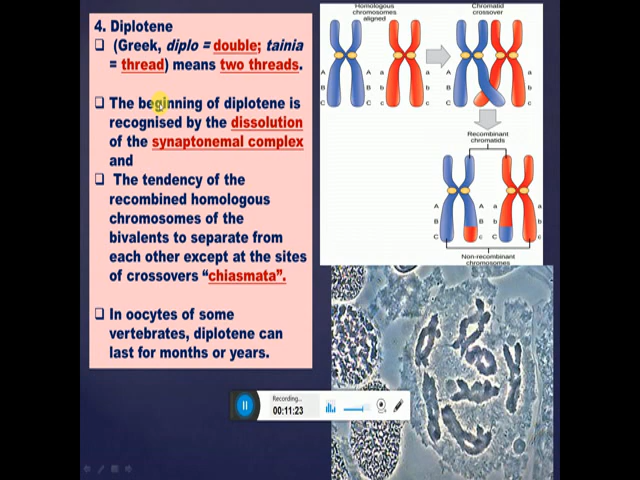 4. Diplotene
❑ (Greek, diplo = double; tainia
= thread) means two threads.
❑ The beginning of diplotene is
recognised by the dissolution
of the synaptonemal complex
and
❑ The tendency of the
recombined homologous
chromosomes of the
bivalents to separate from
each other except at the sites
of crossovers “chiasmata”.
❑ In oocytes of some
vertebrates, diplotene can
last for months or years.
Homologous
chromosomes
aligned
Chromatid
crossover
A A a a
B B b b
C C c c
A A a a
B B b b
C C c c
Recombinant
chromatids
A A a a
B B b b
C c C c
Non-recombinant
chromosomes
Recording...
00:11:23